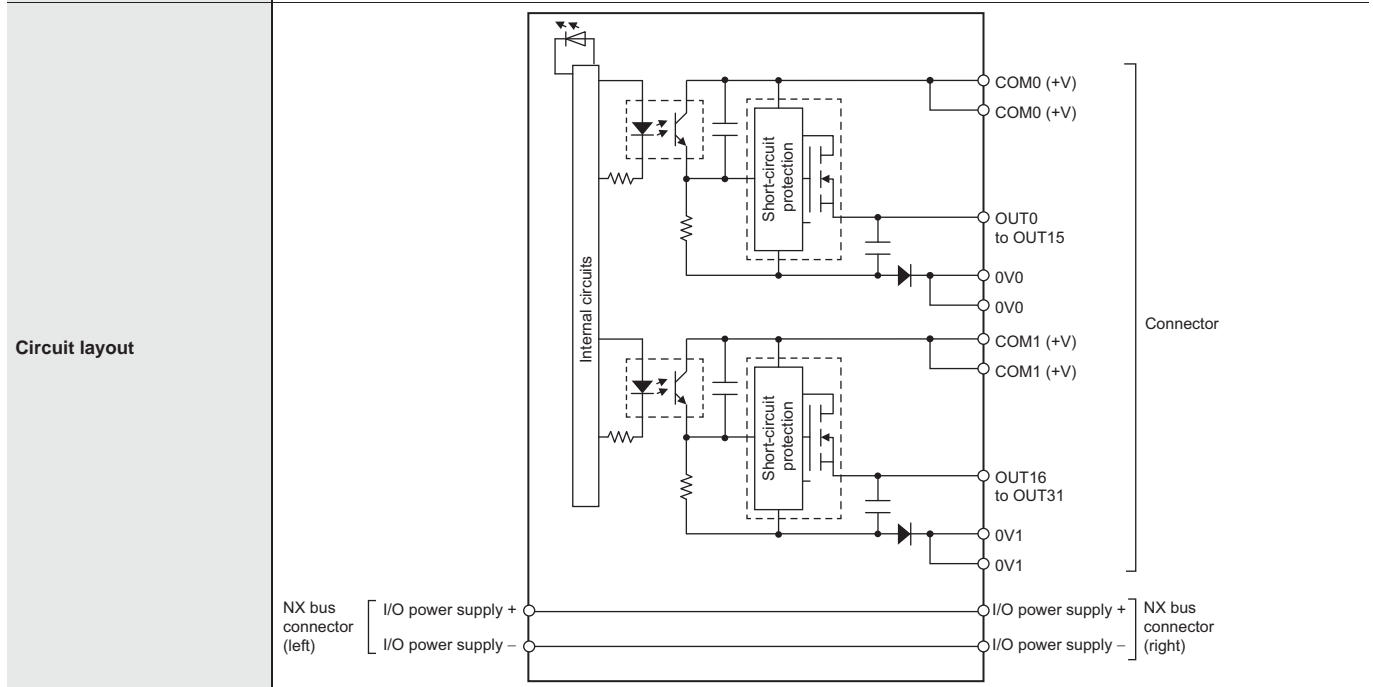 Circuit layout
COM0 (+V)
COM0 (+V)
Short-circuit
protection
OUT0
to OUT15
0V0
0V0
Internal circuits
COM1 (+V)
COM1 (+V)
Short-circuit
protection
OUT16
to OUT31
0V1
0V1
Connector
NX bus
connector
(left)
I/O power supply +
I/O power supply –
I/O power supply +
I/O power supply –
NX bus
connector
(right)